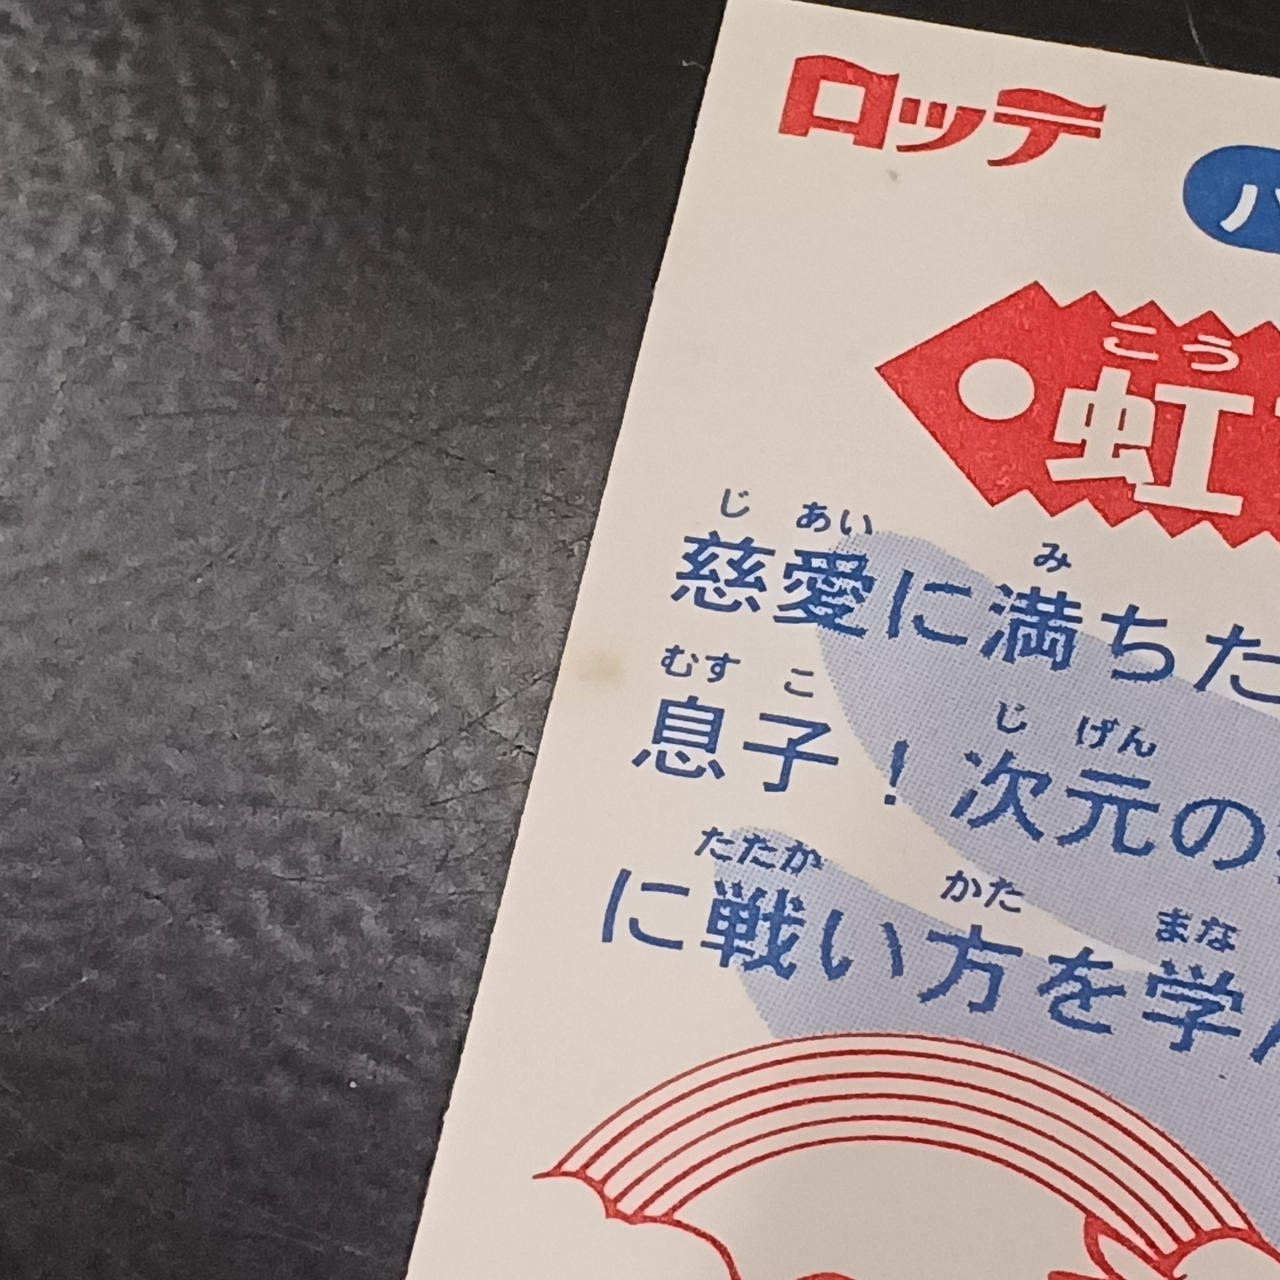 ロッテ
こう
虹
じ あい み
慈愛に満ちた
むす こ じ げん
息子！次元の
たたか かた まな
に戦い方を学